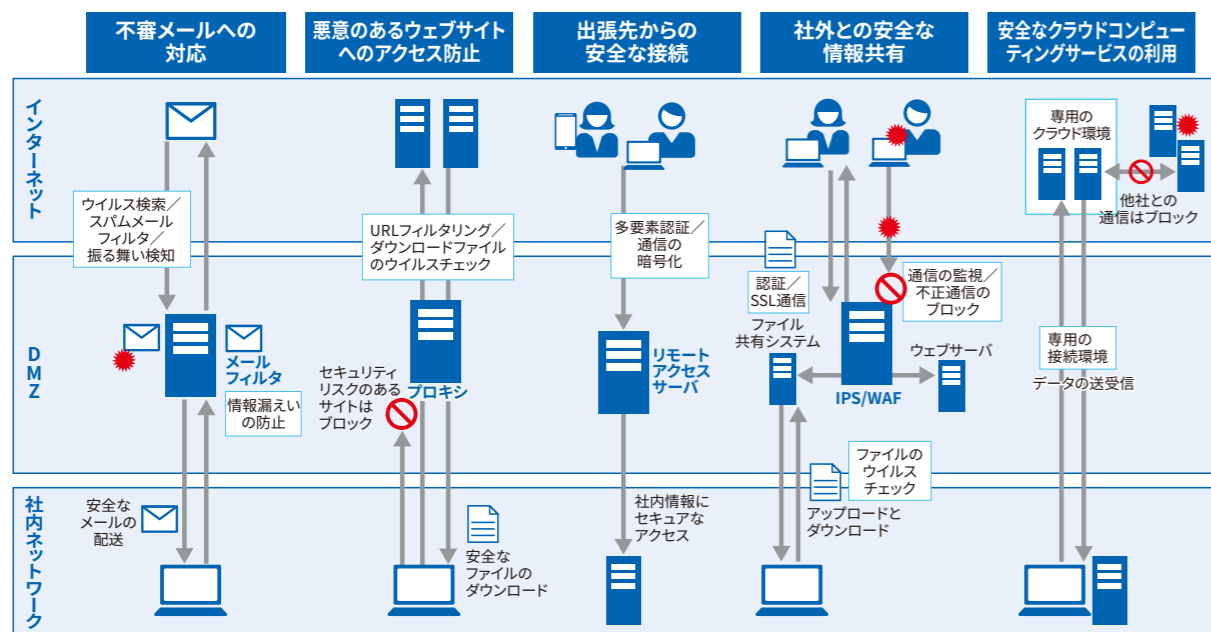 不審メールへの
対応
悪意のあるウェブサイト
へのアクセス防止
出張先からの
安全な接続
社外との安全な
情報共有
安全なクラウドコンピュー
ティングサービスの利用
インターネット
ウイルス検索／
スパムメール
フィルタ／
振る舞い検知
URLフィルタリング／
ダウンロードファイル
のウイルスチェック
多要素認証／
通信の
暗号化
認証／
SSL通信
通信の監視／
不正通信の
ブロック
専用の
クラウド環境
他社との
通信はブロック
DMZ
メール
フィルタ
情報漏えい
の防止
セキュリティ
リスクのある
サイトは
ブロック
プロキシ
リモート
アクセス
サーバ
ファイル
共有システム
IPS/WAF
ウェブサーバ
専用の
接続環境
データの送受信
社内ネットワーク
安全な
メールの
配送
安全な
ファイルの
ダウンロード
社内情報に
セキュアな
アクセス
ファイルの
ウイルス
チェック
アップロードと
ダウンロード